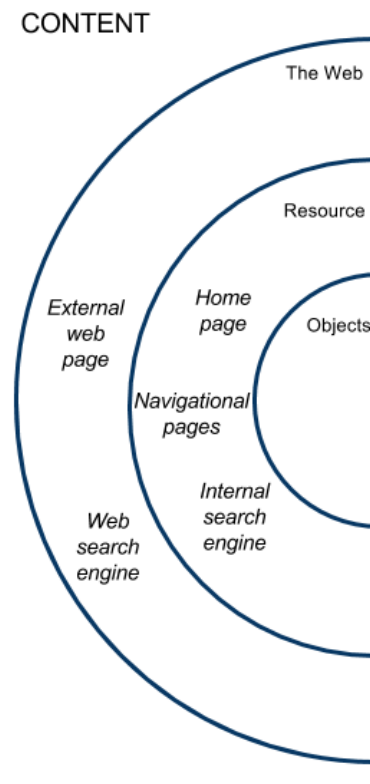 CONTENT
The Web
Resource
Objects
Home
page
External
web
page
Navigational
pages
Internal
search
engine
Web
search
engine